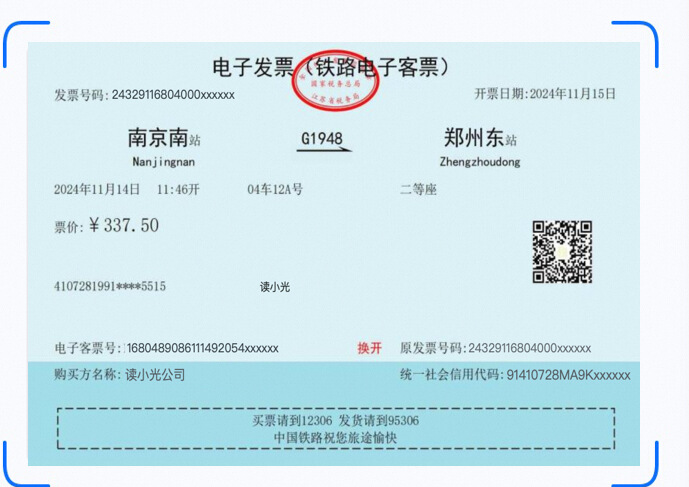 电子发票（铁路电子客票）
国家税务总局
江苏省税务局
发票号码: 24329116804000xxxxxx 开票日期:2024年11月15日
南京南站 G1948 郑州东站
Nanjingnan Zhengzhoudong
2024年11月14日 11:46开 04车12A号 二等座
票价:￥337.50
4107281991****5515 读小光
电子客票号:1680489086111492054xxxxxx 换开 原发票号码:24329116804000xxxxxx
购买方名称: 读小光公司 统一社会信用代码: 91410728MA9Kxxxxxx
买票请到12306 发货请到95306
中国铁路祝您旅途愉快